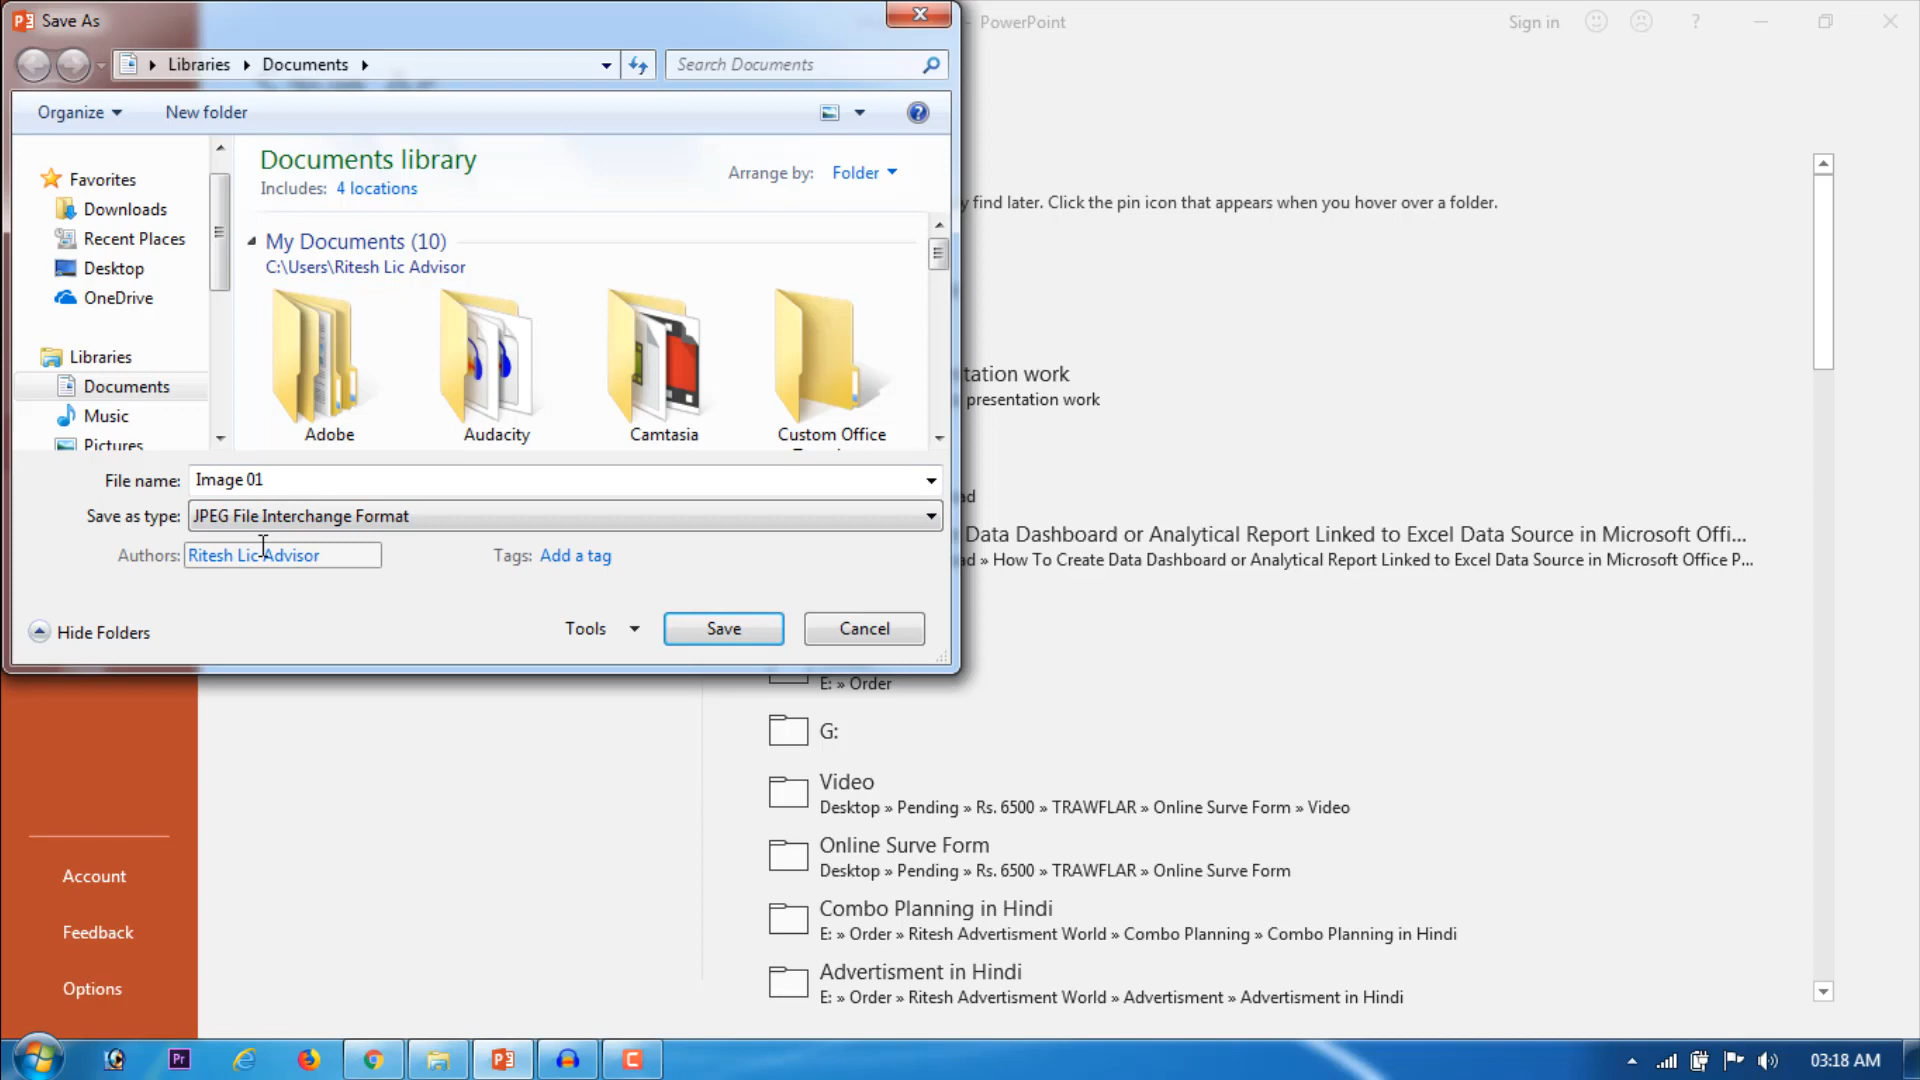 Save As
PowerPoint
Sign in
Libraries Documents
Search Documents
Organize
New folder
Documents library
Includes: 4 locations
Arrange by: Folder
Favorites
Downloads
Recent Places
Desktop
OneDrive
Libraries
Documents
Music
Pictures
My Documents (10)
C:\Users\Ritesh Lic Advisor
Adobe
Audacity
Camtasia
Custom Office
File name: Image 01
Save as type: JPEG File Interchange Format
Authors: Ritesh Lic Advisor
Tags: Add a tag
Hide Folders
Tools
Save
Cancel
y find later. Click the pin icon that appears when you hover over a folder.
tation work
presentation work
ad
Data Dashboard or Analytical Report Linked to Excel Data Source in Microsoft Offi...
ad » How To Create Data Dashboard or Analytical Report Linked to Excel Data Source in Microsoft Office P...
E: » Order
G:
Video
Desktop » Pending » Rs. 6500 » TRAWFLAR » Online Surve Form » Video
Online Surve Form
Desktop » Pending » Rs. 6500 » TRAWFLAR » Online Surve Form
Combo Planning in Hindi
E: » Order » Ritesh Advertisment World » Combo Planning » Combo Planning in Hindi
Advertisment in Hindi
E: » Order » Ritesh Advertisment World » Advertisment » Advertisment in Hindi
Account
Feedback
Options
Pr
03:18 AM